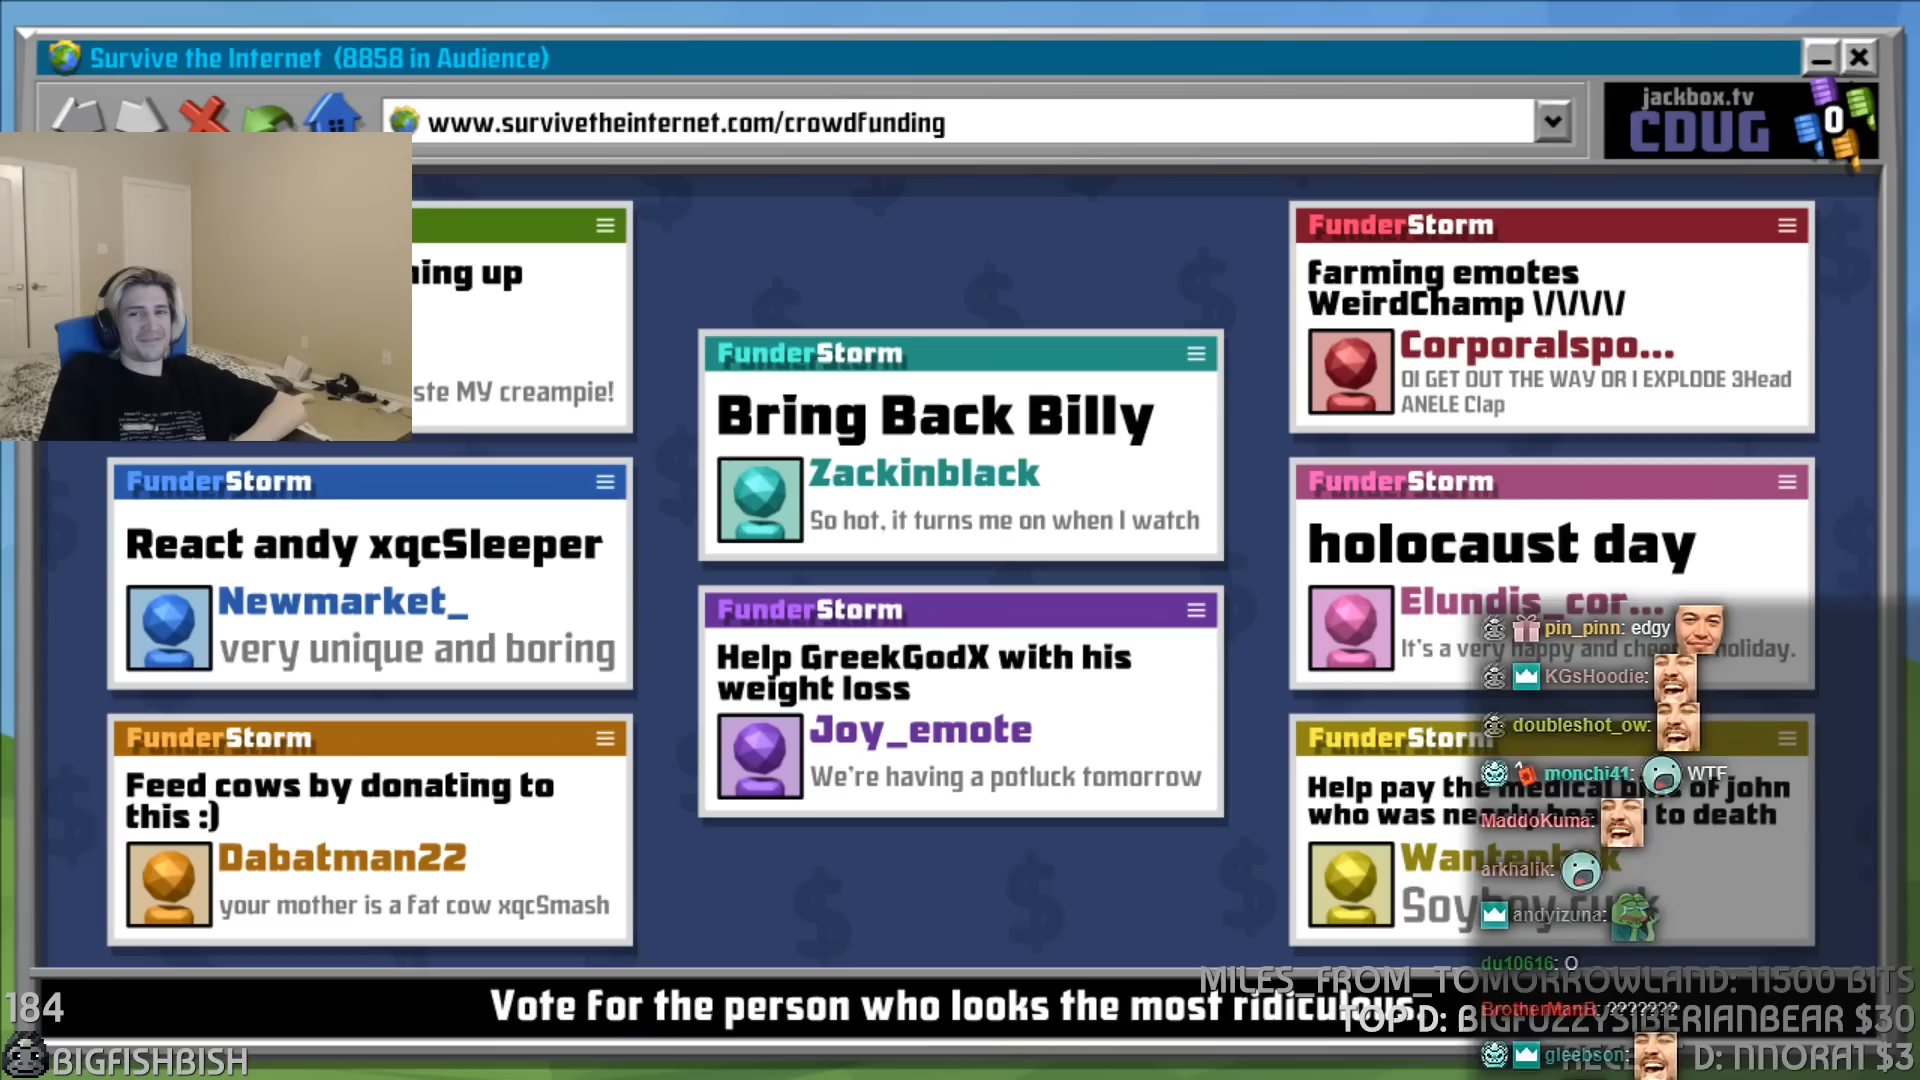 Survive the Internet (8858 in Audience)
www.survivetheinternet.com/crowdfunding
jackbox.tv
CDUG
0
ning up
ste MY creampie!
FunderStorm
React andy xqcSleeper
Newmarket_
very unique and boring
FunderStorm
Feed cows by donating to
this :)
Dabatman22
your mother is a fat cow xqcSmash
FunderStorm
Bring Back Billy
Zackinblack
So hot, it turns me on when I watch
FunderStorm
Help GreekGodX with his
weight loss
Joy_emote
We're having a potluck tomorrow
FunderStorm
farming emotes
WeirdChamp \/\/\/\/
Corporalspo...
OI GET OUT THE WAY OR I EXPLODE 3Head
ANELE Clap
FunderStorm
holocaust day
Elundis_cor...
It's a very happy and holiday.
FunderStorm
Help pay the medical of john
who was nearly to death
pin_pinn: edgy
KGsHoodie:
doubleshot_ow:
monchi41: WTF
MaddoKuma:
arkhalik:
andyizuna:
du10616: O
BrotherManB: ???????
gleebson:
Vote for the person who looks the most ridiculous.
MILES_FROM_TOMORROWLAND: 11500 BITS
TOP D: BIGFUZZYSIBERIANBEAR $30
D: NNORA1 $3
184
BIGFISHBISH